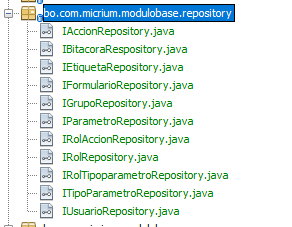 bo.com.micrium.modulobase.repository
IAccionRepository.java
IBitacoraRespository.java
IEtiquetaRepository.java
IFormularioRepository.java
IGrupoRepository.java
IParametroRepository.java
IRolAccionRepository.java
IRolRepository.java
IRolTipoparametroRepository.java
ITipoParametroRepository.java
IUsuarioRepository.java